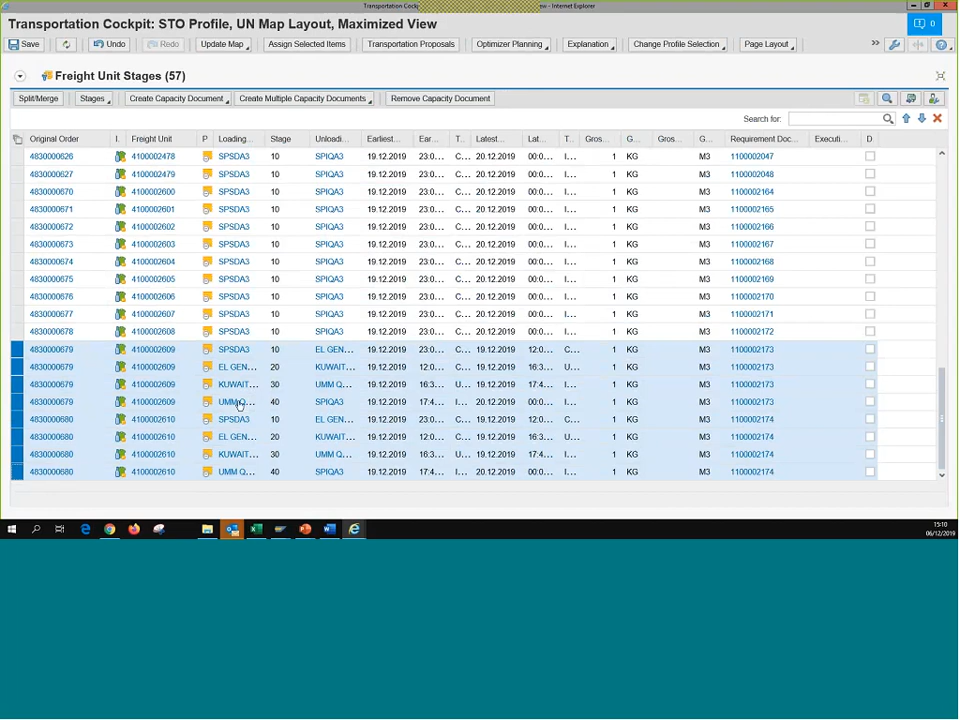 Transportation Cock ew - Internet Explorer
Transportation Cockpit: STO Profile, UN Map Layout, Maximized View
0
Save Undo Redo Update Map Assign Selected Items Transportation Proposals Optimizer Planning Explanation Change Profile Selection Page Layout
Freight Unit Stages (57)
Split/Merge Stages Create Capacity Document Create Multiple Capacity Documents Remove Capacity Document
Search for:
Original Order I. Freight Unit P Loading... Stage Unloadi... Earliest... Ear... T... Latest... Lat... T... Gros... G... Gros... G... Requirement Doc... Executi... D
4830000626 4100002478 SPSDA3 10 SPIQA3 19.12.2019 23:0... C... 20.12.2019 00:0... I... 1 KG M3 1100002047
4830000627 4100002479 SPSDA3 10 SPIQA3 19.12.2019 23:0... C... 20.12.2019 00:0... I... 1 KG M3 1100002048
4830000670 4100002600 SPSDA3 10 SPIQA3 19.12.2019 23:0... C... 20.12.2019 00:0... I... 1 KG M3 1100002164
4830000671 4100002601 SPSDA3 10 SPIQA3 19.12.2019 23:0... C... 20.12.2019 00:0... I... 1 KG M3 1100002165
4830000672 4100002602 SPSDA3 10 SPIQA3 19.12.2019 23:0... C... 20.12.2019 00:0... I... 1 KG M3 1100002166
4830000673 4100002603 SPSDA3 10 SPIQA3 19.12.2019 23:0... C... 20.12.2019 00:0... I... 1 KG M3 1100002167
4830000674 4100002604 SPSDA3 10 SPIQA3 19.12.2019 23:0... C... 20.12.2019 00:0... I... 1 KG M3 1100002168
4830000675 4100002605 SPSDA3 10 SPIQA3 19.12.2019 23:0... C... 20.12.2019 00:0... I... 1 KG M3 1100002169
4830000676 4100002606 SPSDA3 10 SPIQA3 19.12.2019 23:0... C... 20.12.2019 00:0... I... 1 KG M3 1100002170
4830000677 4100002607 SPSDA3 10 SPIQA3 19.12.2019 23:0... C... 20.12.2019 00:0... I... 1 KG M3 1100002171
4830000678 4100002608 SPSDA3 10 SPIQA3 19.12.2019 23:0... C... 20.12.2019 00:0... I... 1 KG M3 1100002172
4830000679 4100002609 SPSDA3 10 EL GEN... 19.12.2019 23:0... C... 19.12.2019 12:0... C... 1 KG M3 1100002173
4830000679 4100002609 EL GEN... 20 KUWAIT... 19.12.2019 12:0... C... 19.12.2019 16:3... U... 1 KG M3 1100002173
4830000679 4100002609 KUWAIT... 30 UMM Q... 19.12.2019 16:3... U... 19.12.2019 17:4... I... 1 KG M3 1100002173
4830000679 4100002609 UMM Q... 40 SPIQA3 19.12.2019 17:4... I... 20.12.2019 00:0... I... 1 KG M3 1100002173
4830000680 4100002610 SPSDA3 10 EL GEN... 19.12.2019 23:0... C... 19.12.2019 12:0... C... 1 KG M3 1100002174
4830000680 4100002610 EL GEN... 20 KUWAIT... 19.12.2019 12:0... C... 19.12.2019 16:3... U... 1 KG M3 1100002174
4830000680 4100002610 KUWAIT... 30 UMM Q... 19.12.2019 16:3... U... 19.12.2019 17:4... I... 1 KG M3 1100002174
4830000680 4100002610 UMM Q... 40 SPIQA3 19.12.2019 17:4... I... 20.12.2019 00:0... I... 1 KG M3 1100002174
15:10
06/12/2019